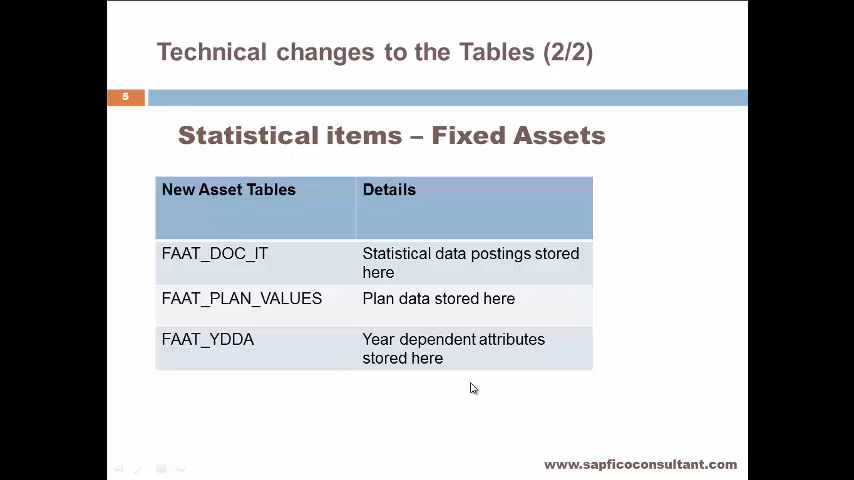 Technical changes to the Tables (2/2)
5
Statistical items – Fixed Assets
New Asset Tables Details
FAAT_DOC_IT Statistical data postings stored
here
FAAT_PLAN_VALUES Plan data stored here
FAAT_YDDA Year dependent attributes
stored here
www.sapficoconsultant.com